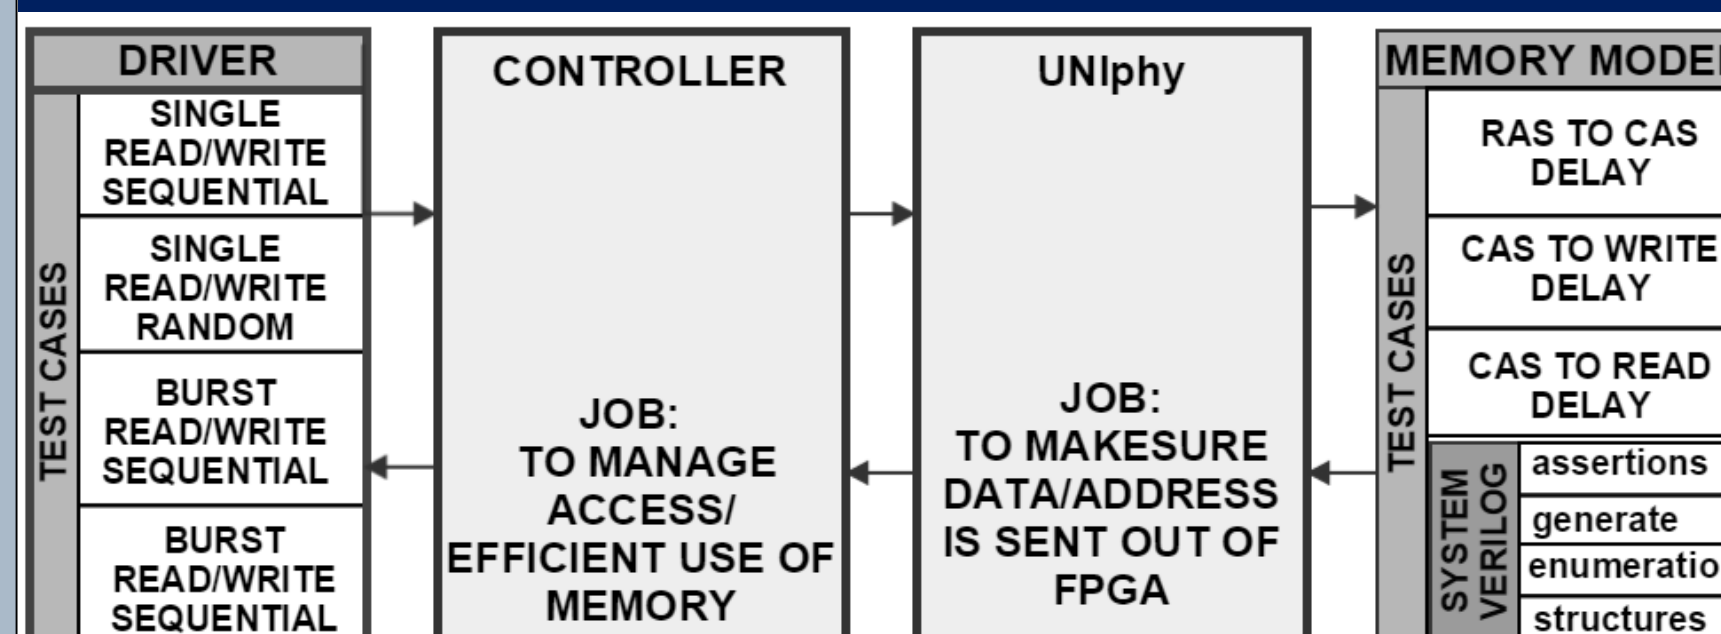 DRIVER
TEST CASES
SINGLE
READ/WRITE
SEQUENTIAL
SINGLE
READ/WRITE
RANDOM
BURST
READ/WRITE
SEQUENTIAL
BURST
READ/WRITE
SEQUENTIAL
CONTROLLER
JOB:
TO MANAGE
ACCESS/
EFFICIENT USE OF
MEMORY
UNIphy
JOB:
TO MAKESURE
DATA/ADDRESS
IS SENT OUT OF
FPGA
MEMORY MODE
TEST CASES
RAS TO CAS
DELAY
CAS TO WRITE
DELAY
CAS TO READ
DELAY
SYSTEM
VERILOG
assertions
generate
enumeratio
structures